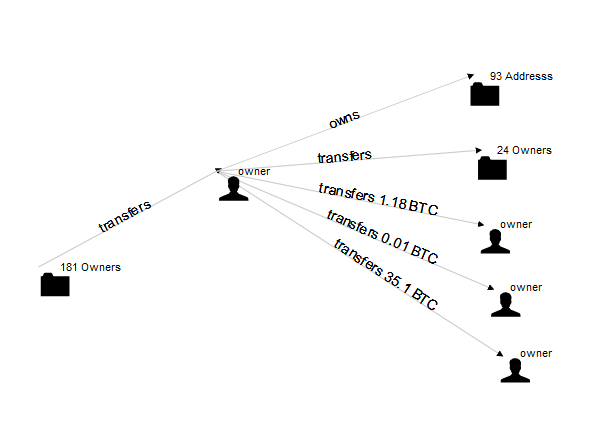 93 Addresss
owns
24 Owners
transfers
owner
transfers 1.18 BTC
owner
transfers 0.01 BTC
transfers
181 Owners
transfers 35.1 BTC
owner
owner